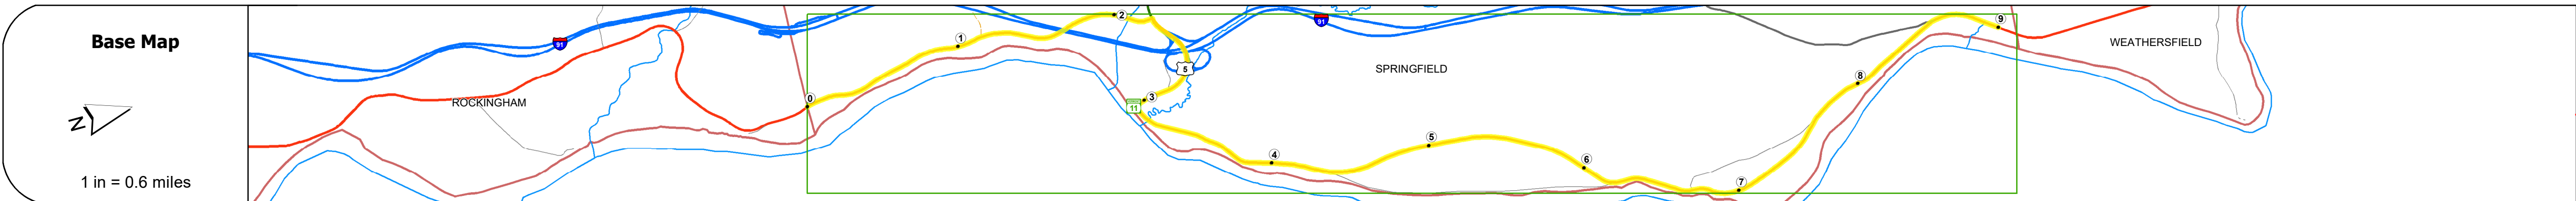 Base Map
N
1 in = 0.6 miles
91
ROCKINGHAM
0
1
2
5
3
11
91
SPRINGFIELD
4
5
6
7
8
9
WEATHERSFIELD